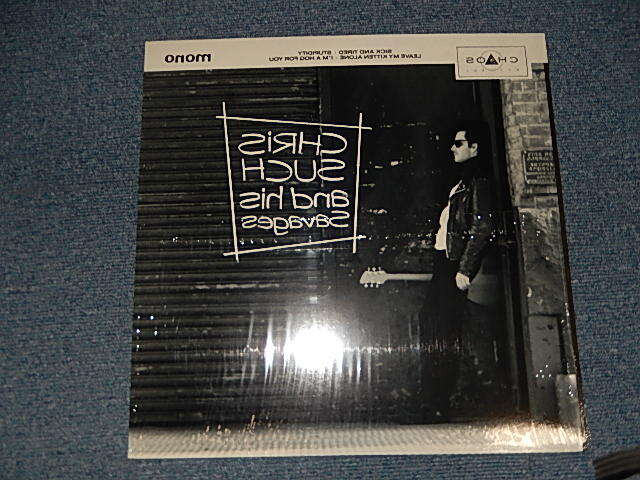 CHAOS
SICK AND TIRED · STUPIDITY
LEAVE MY KITTEN ALONE · I'M A HOG FOR YOU
mono
CHRiS
SUCH
and his
Savages